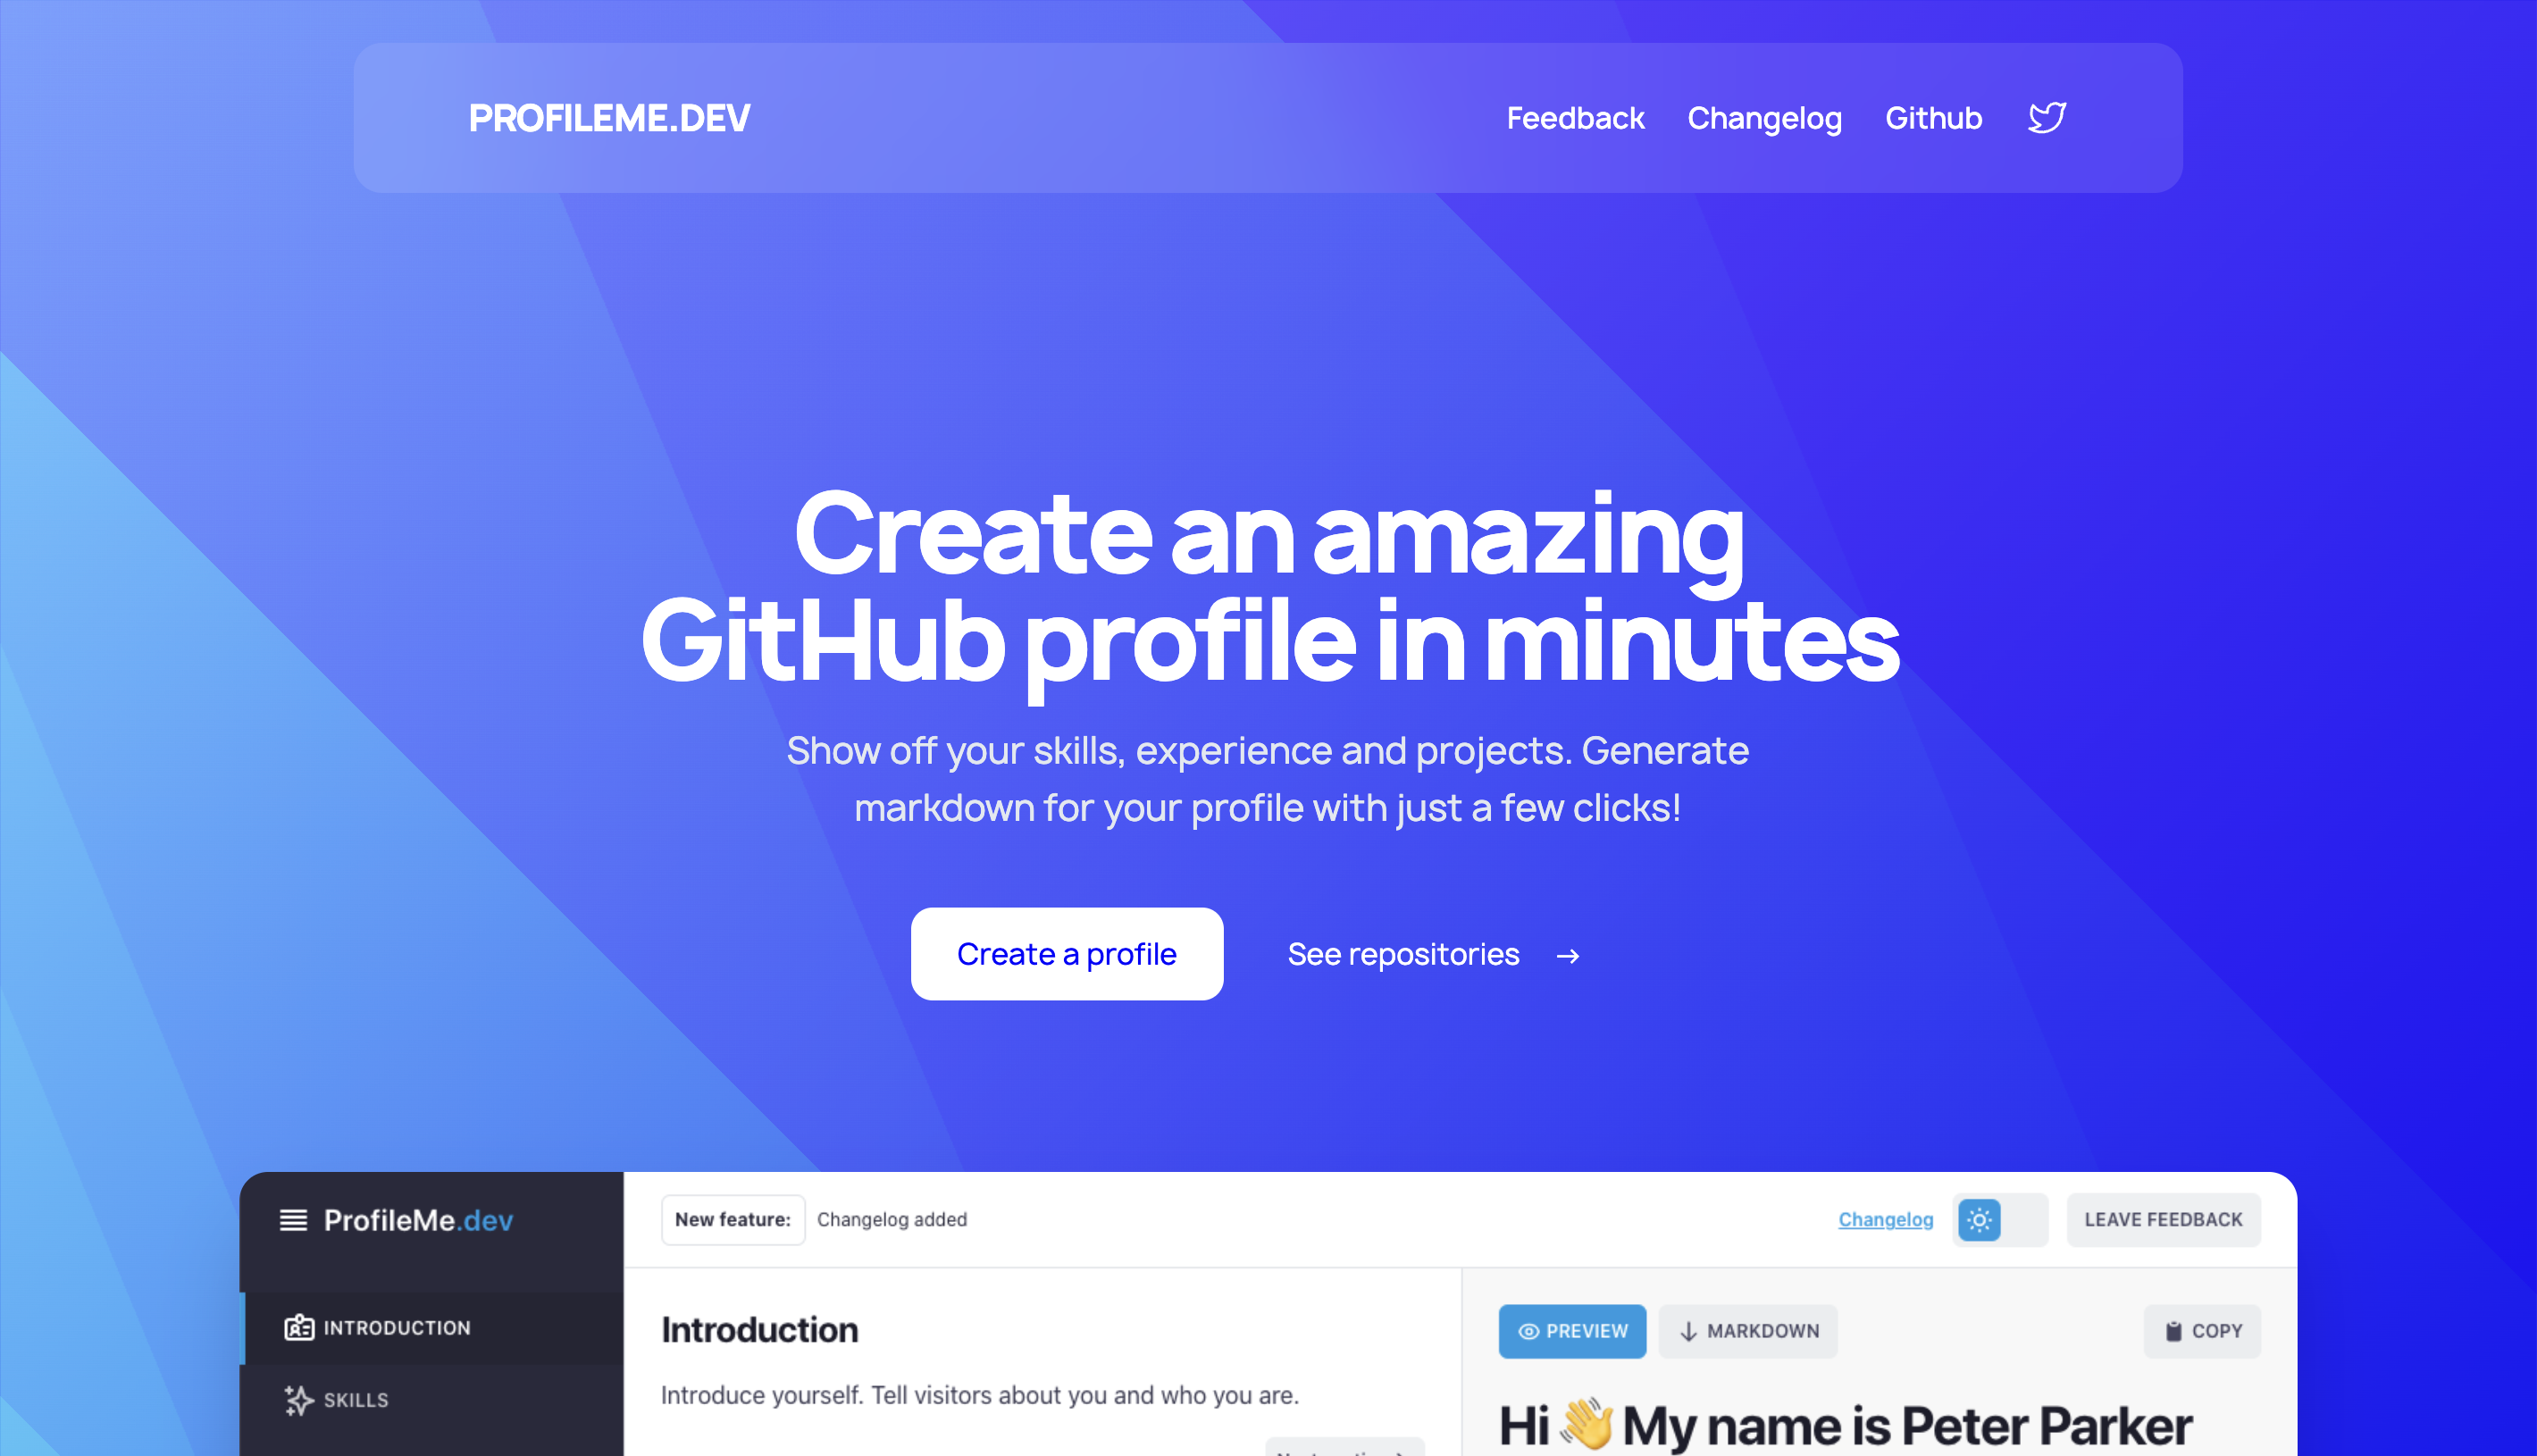 PROFILEME.DEV
Feedback Changelog Github
Create an amazing
GitHub profile in minutes
Show off your skills, experience and projects. Generate
markdown for your profile with just a few clicks!
Create a profile See repositories →
ProfileMe.dev
New feature: Changelog added
Changelog
LEAVE FEEDBACK
INTRODUCTION
SKILLS
Introduction
Introduce yourself. Tell visitors about you and who you are.
PREVIEW
MARKDOWN
COPY
Hi 👋 My name is Peter Parker